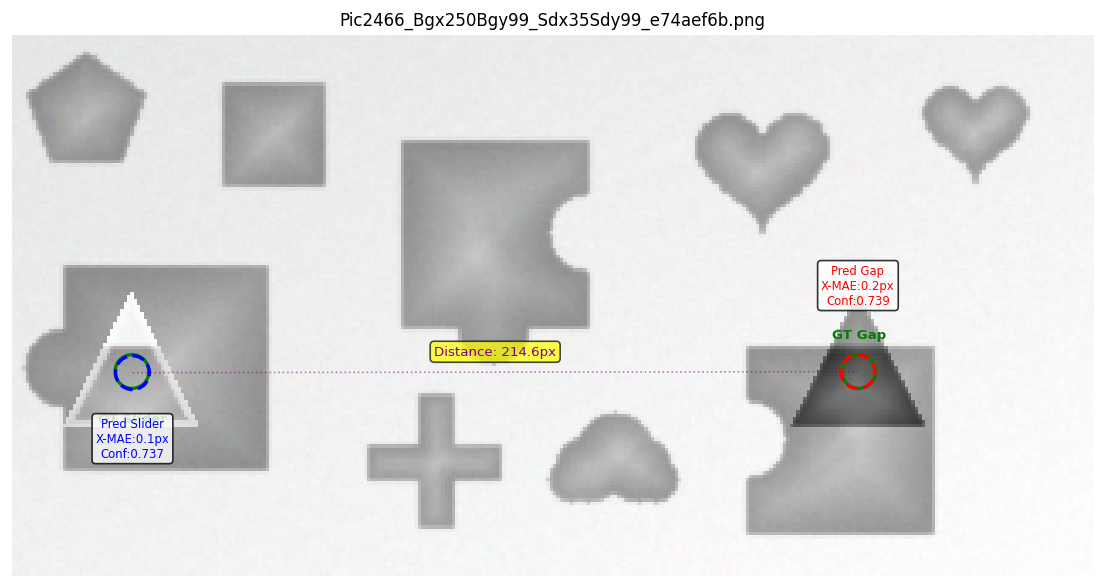 Pic2466_Bgx250Bgy99_Sdx35Sdy99_e74aef6b.png
Pred Gap
X-MAE:0.2px
Conf:0.739
GT Gap
Distance: 214.6px
Pred Slider
X-MAE:0.1px
Conf:0.737